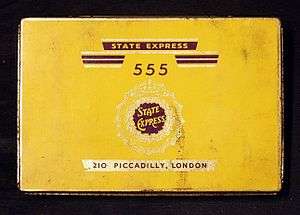 STATE EXPRESS
555
STATE
EXPRESS
210 PICCADILLY, LONDON